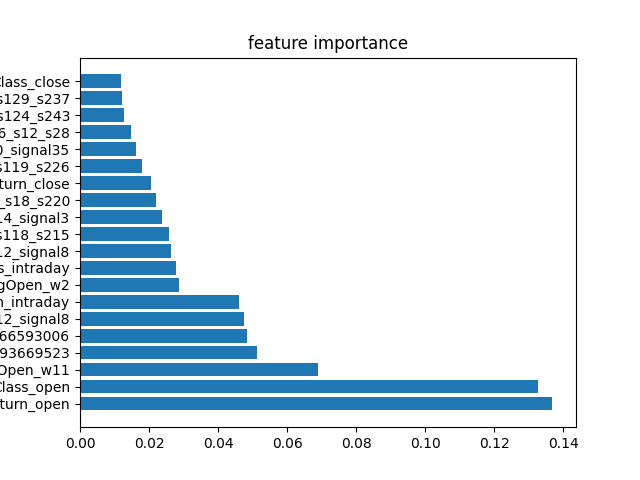 feature importance
Class_close
s129_s237
s124_s243
6_s12_s28
0_signal35
s119_s226
turn_close
_s18_s220
14_signal3
s118_s215
12_signal8
s_intraday
gOpen_w2
n_intraday
12_signal8
66593006
93669523
Open_w11
Class_open
turn_open
0.00 0.02 0.04 0.06 0.08 0.10 0.12 0.14